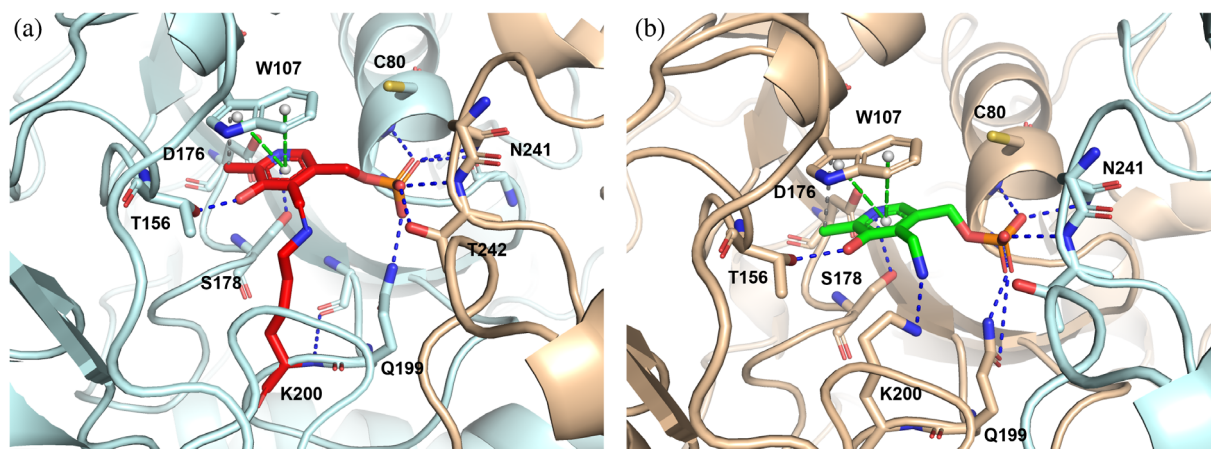 (a)
W107
C80
D176
N241
T156
T242
S178
Q199
K200
(b)
W107
C80
D176
N241
T156
S178
K200
Q199